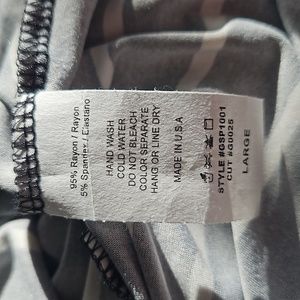 95% Rayon / Rayon
5% Spandex / Elastano
HAND WASH
COLD WATER
DO NOT BLEACH
COLOR SEPARATE
HANG OR LINE DRY
MADE IN U.S.A
STYLE #GSP1001
CUT #G0025
LARGE